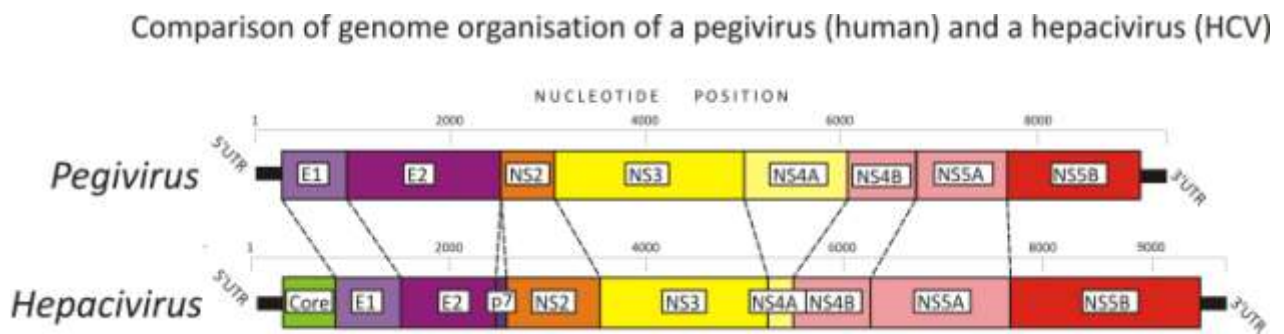 Comparison of genome organisation of a pegivirus (human) and a hepacivirus (HCV)
NUCLEOTIDE POSITION
1 2000 4000 6000 8000
Pegivirus 5'UTR E1 E2 NS2 NS3 NS4A NS4B NS5A NS5B 3'UTR
1 2000 4000 6000 8000 9000
Hepacivirus 5'UTR Core E1 E2 p7 NS2 NS3 NS4A NS4B NS5A NS5B 3'UTR